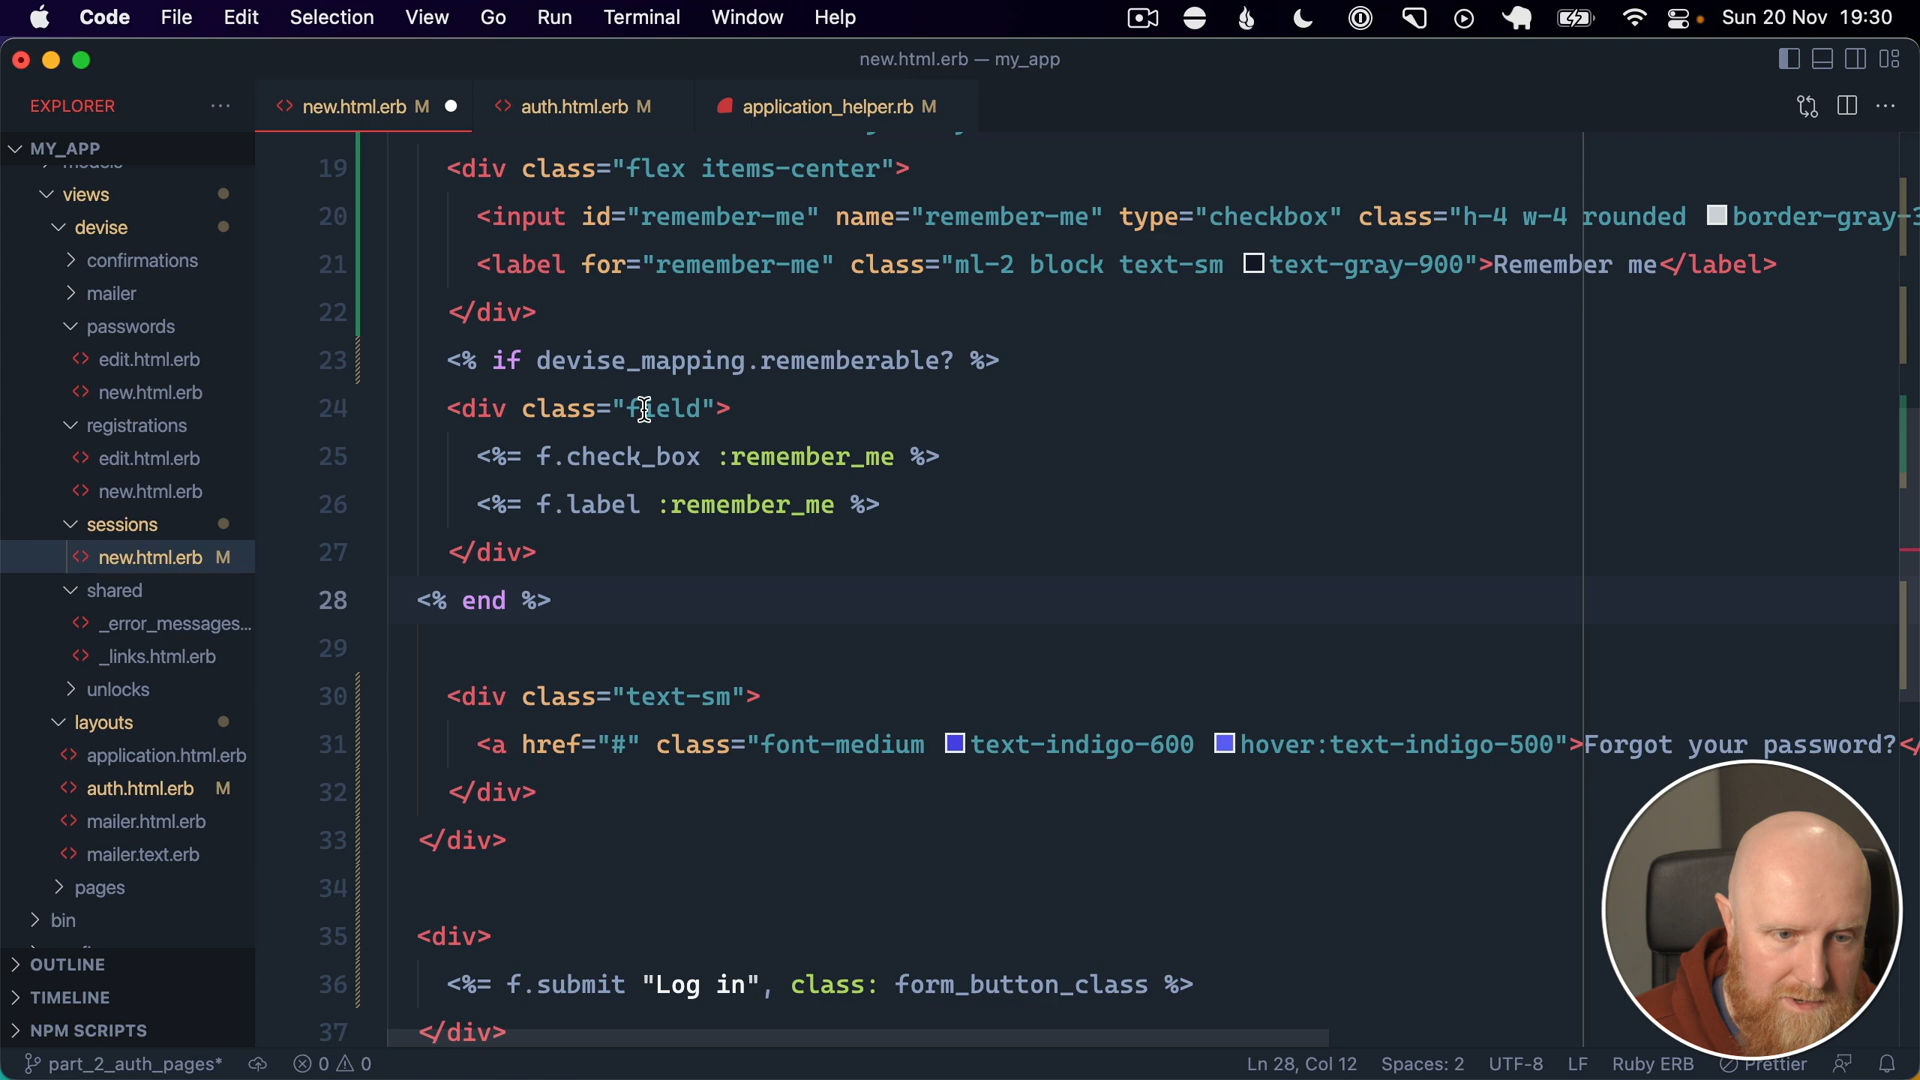 Code File Edit Selection View Go Run Terminal Window Help Sun 20 Nov 19:30
new.html.erb — my_app
EXPLORER
new.html.erb M
auth.html.erb M
application_helper.rb M
MY_APP
models
views
devise
confirmations
mailer
passwords
edit.html.erb
new.html.erb
registrations
edit.html.erb
new.html.erb
sessions
new.html.erb M
shared
_error_messages...
_links.html.erb
unlocks
layouts
application.html.erb
auth.html.erb M
mailer.html.erb
mailer.text.erb
pages
bin
OUTLINE
TIMELINE
NPM SCRIPTS
19 <div class="flex items-center">
20 <input id="remember-me" name="remember-me" type="checkbox" class="h-4 w-4 rounded border-gray-3
21 <label for="remember-me" class="ml-2 block text-sm text-gray-900">Remember me</label>
22 </div>
23 <% if devise_mapping.rememberable? %>
24 <div class="field">
25 <%= f.check_box :remember_me %>
26 <%= f.label :remember_me %>
27 </div>
28 <% end %>
29
30 <div class="text-sm">
31 <a href="#" class="font-medium text-indigo-600 hover:text-indigo-500">Forgot your password?</
32 </div>
33 </div>
34
35 <div>
36 <%= f.submit "Log in", class: form_button_class %>
37 </div>
part_2_auth_pages* 0 0 Ln 28, Col 12 Spaces: 2 UTF-8 LF Ruby ERB Prettier